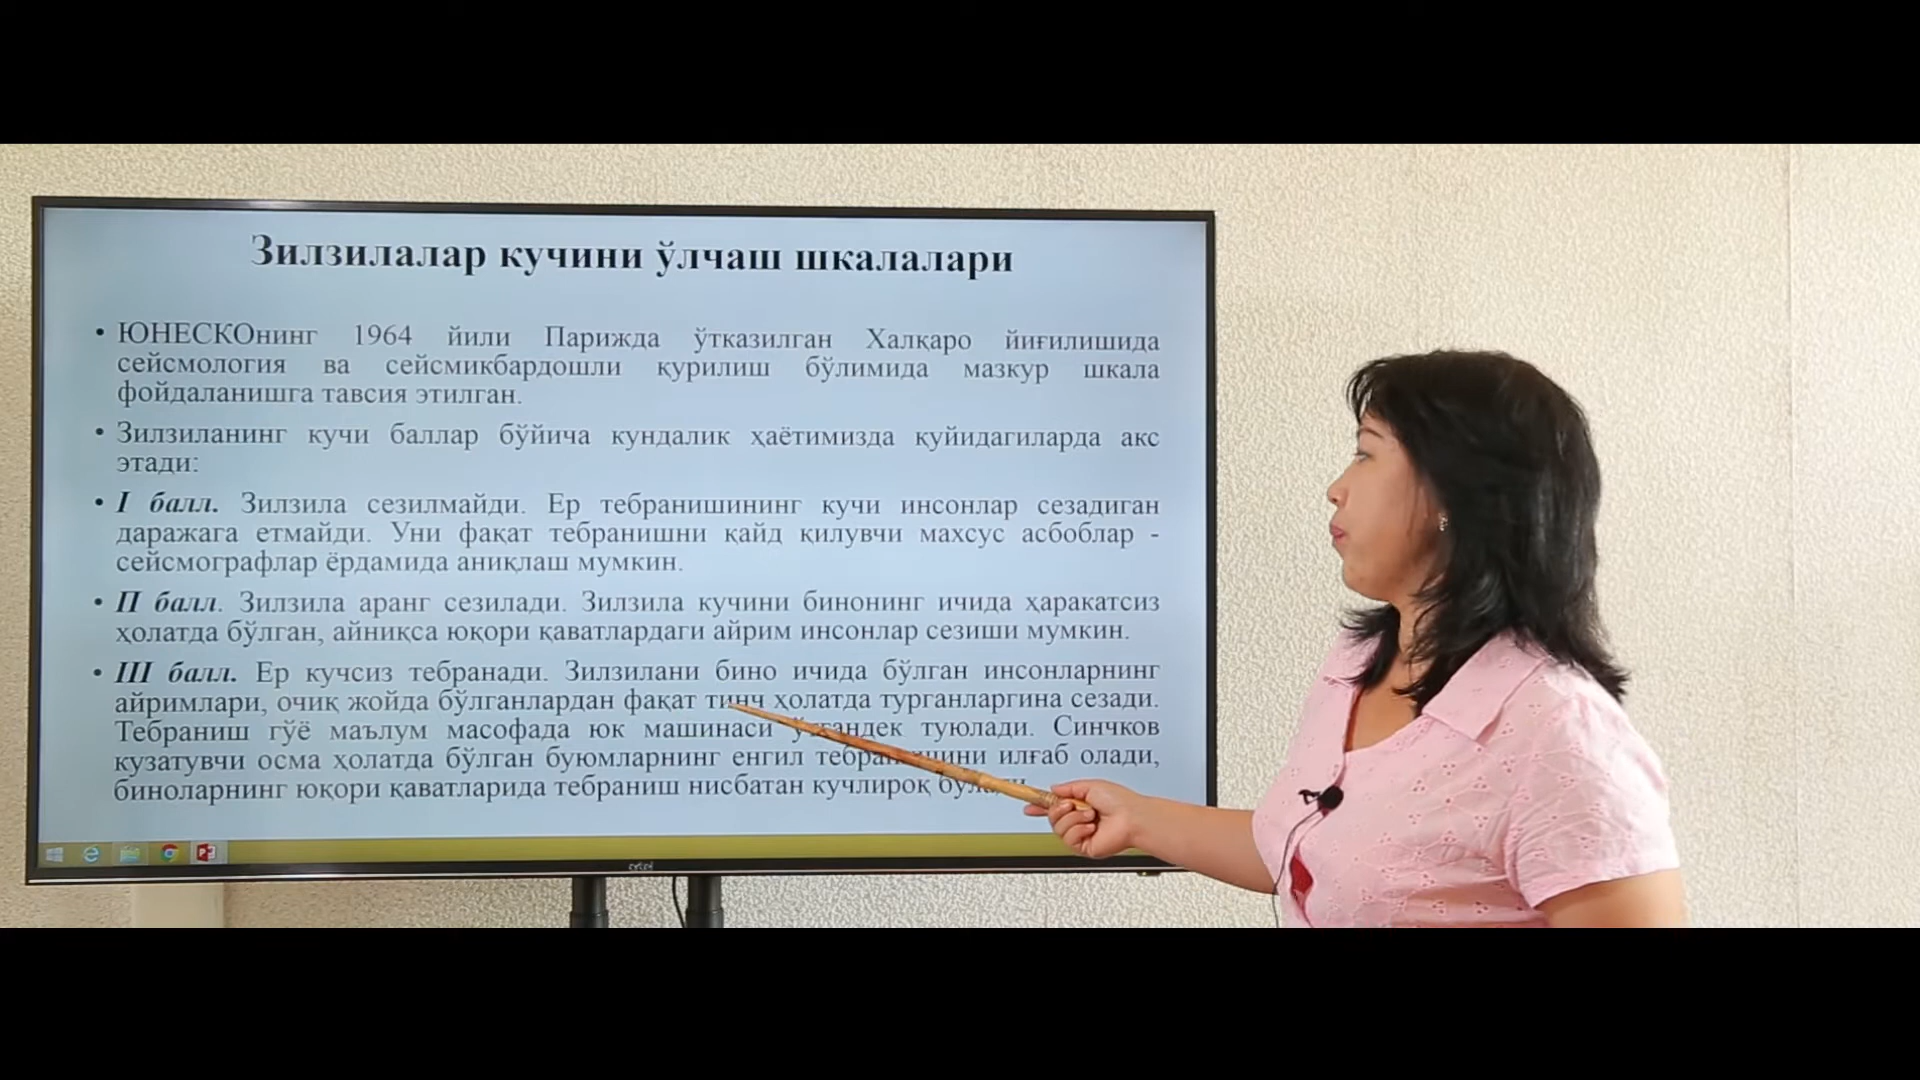 Зилзилалар кучини ўлчаш шкалалари
• ЮНЕСКОнинг 1964 йили Парижда ўтказилган Халқаро йиғилишида
сейсмология ва сейсмикбардошли қурилиш бўлимида мазкур шкала
фойдаланишга тавсия этилган.
• Зилзиланинг кучи баллар бўйича кундалик ҳаётимизда қуйидагиларда акс
этади:
• I балл. Зилзила сезилмайди. Ер тебранишининг кучи инсонлар сезадиган
даражага етмайди. Уни фақат тебранишни қайд қилувчи махсус асбоблар -
сейсмографлар ёрдамида аниқлаш мумкин.
• П балл. Зилзила аранг сезилади. Зилзила кучини бинонинг ичида ҳаракатсиз
ҳолатда бўлган, айниқса юқори қаватлардаги айрим инсонлар сезиши мумкин.
• III балл. Ер кучсиз тебранади. Зилзилани бино ичида бўлган инсонларнинг
айримлари, очиқ жойда бўлганлардан фақат тинч ҳолатда турганларгина сезади.
Тебраниш гўё маълум масофада юк машинаси туюлади. Синчков
кузатувчи осма ҳолатда бўлган буюмларнинг енгил илғаб олади,
биноларнинг юқори қаватларида тебраниш нисбатан кучлироқ